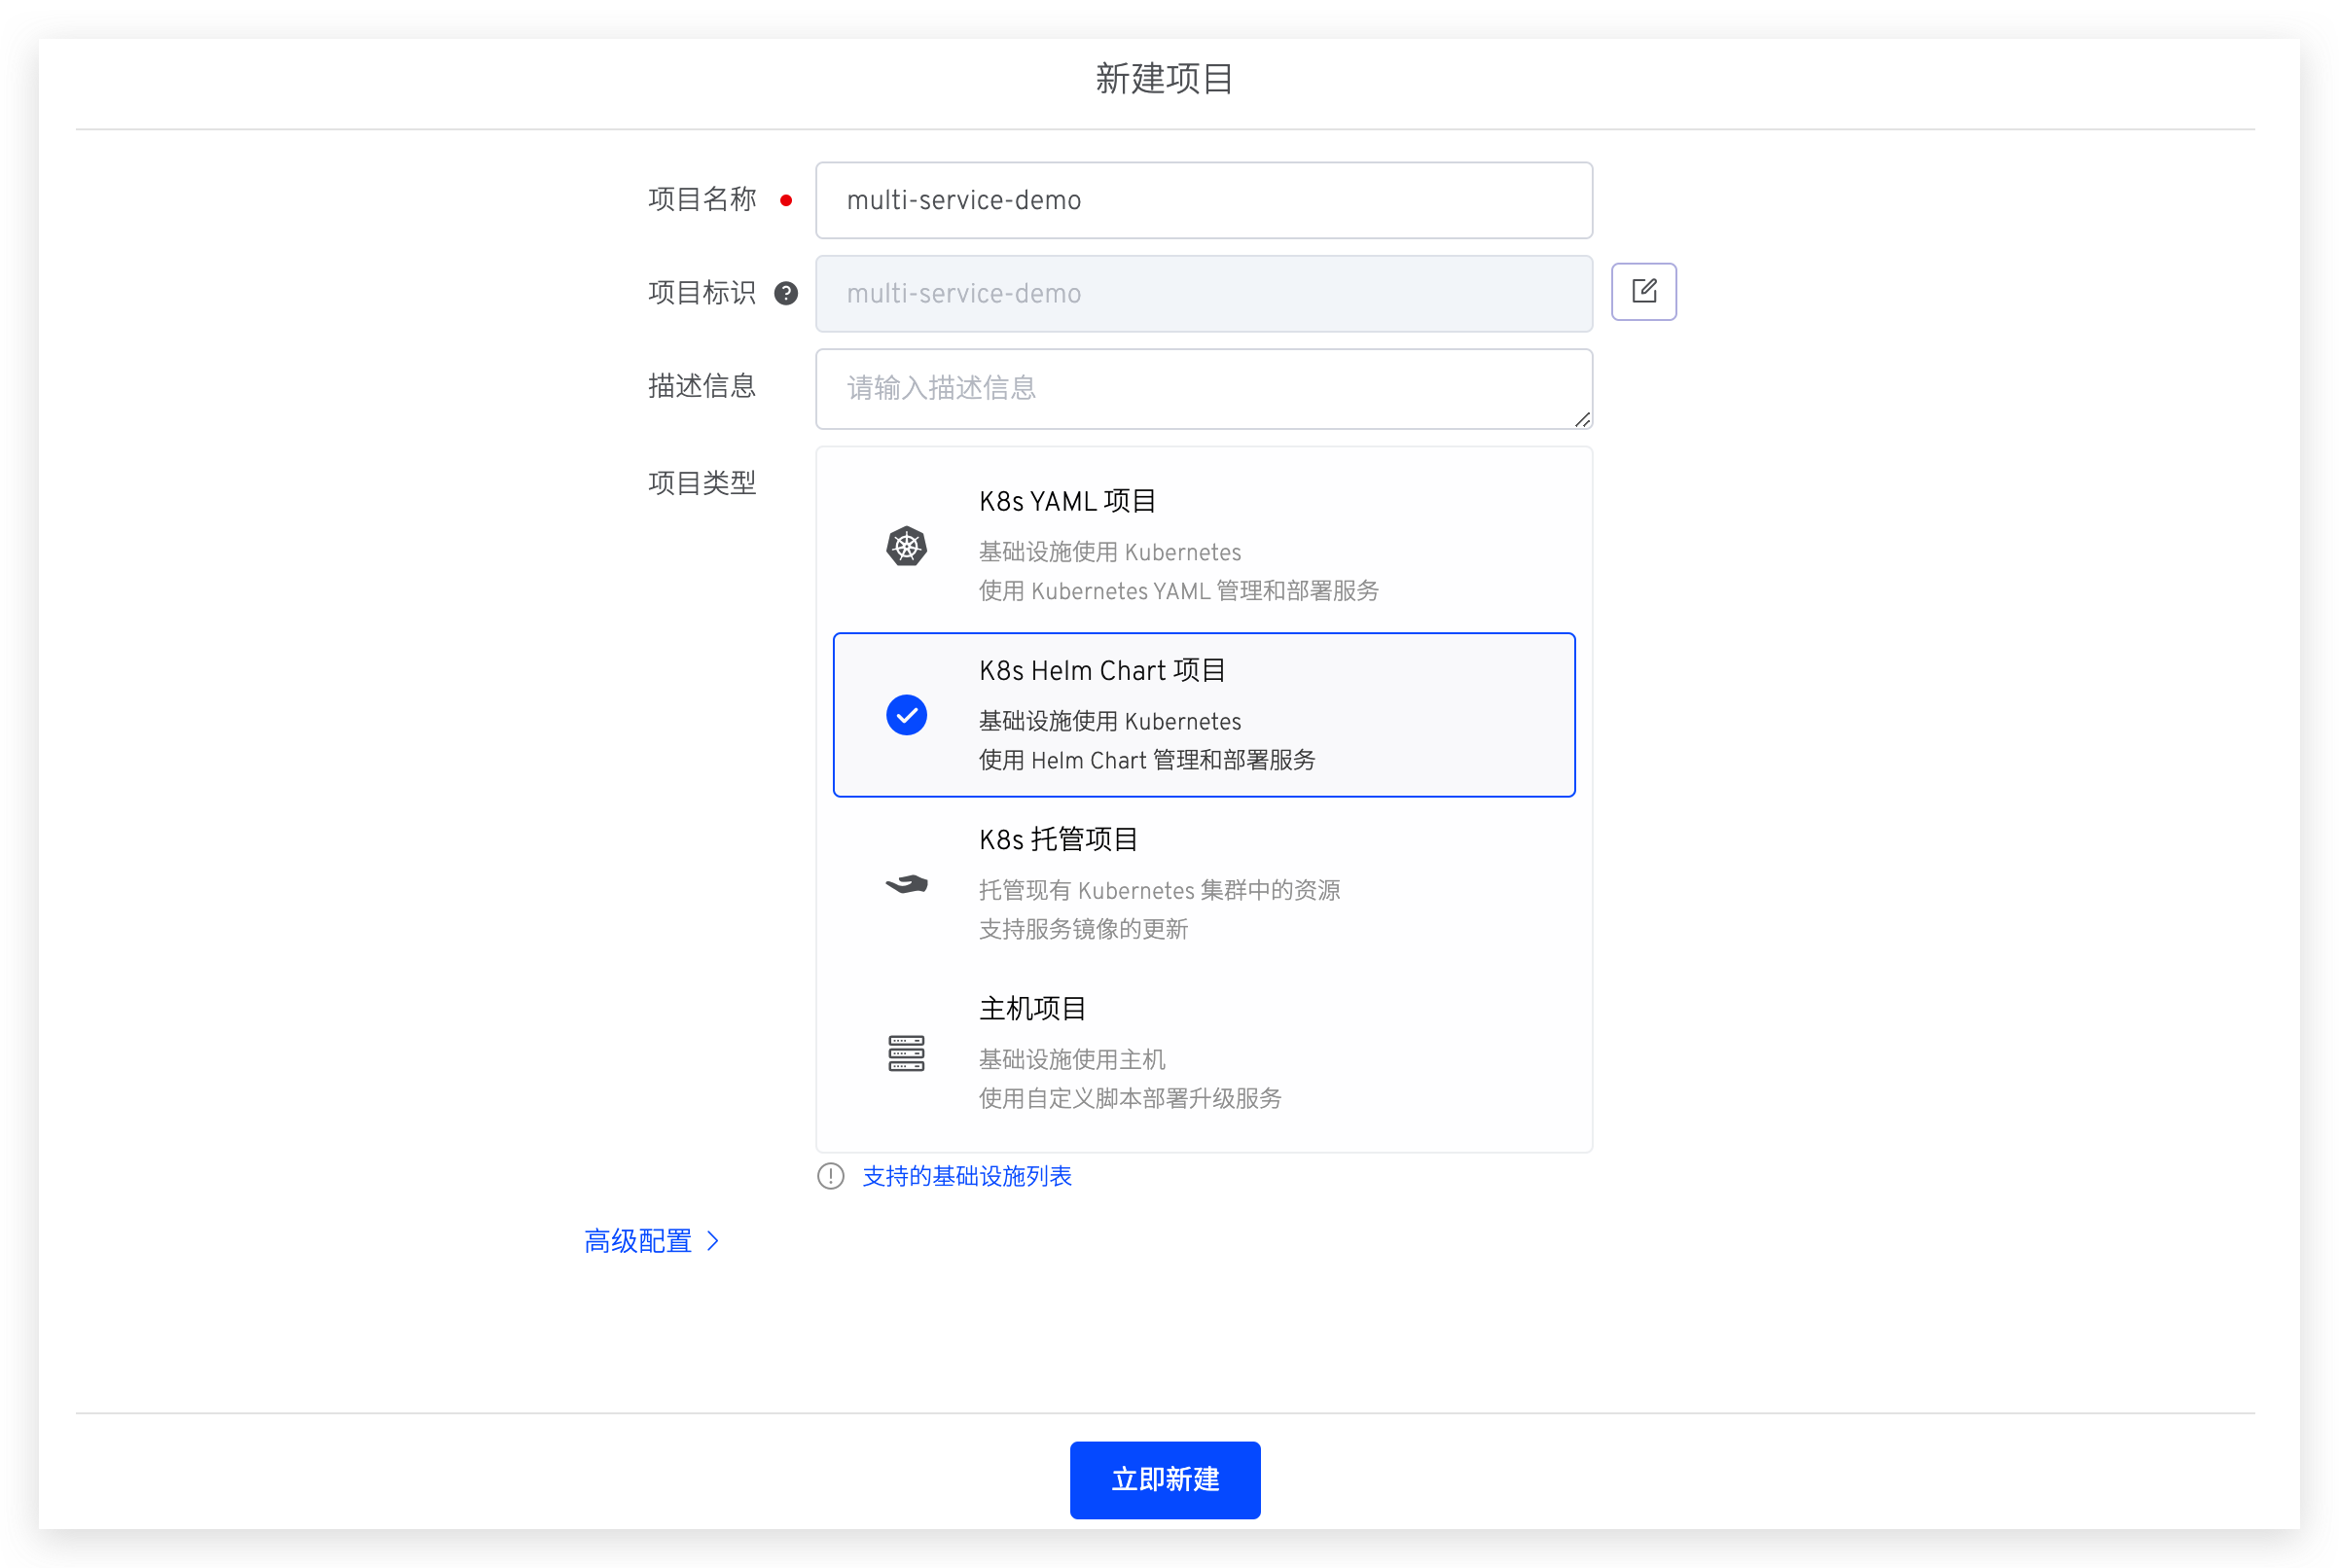 新建项目
项目名称
multi-service-demo
项目标识
multi-service-demo
描述信息
请输入描述信息
项目类型
K8s YAML 项目
基础设施使用 Kubernetes
使用 Kubernetes YAML 管理和部署服务
K8s Helm Chart 项目
基础设施使用 Kubernetes
使用 Helm Chart 管理和部署服务
K8s 托管项目
托管现有 Kubernetes 集群中的资源
支持服务镜像的更新
主机项目
基础设施使用主机
使用自定义脚本部署升级服务
支持的基础设施列表
高级配置
立即新建